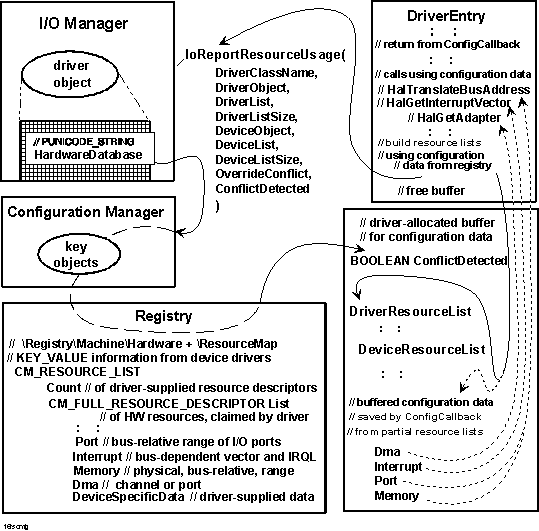 I/O Manager
driver
object
// PUNICODE_STRING
HardwareDatabase
Configuration Manager
key
objects
IoReportResourceUsage(
DriverClassName,
DriverObject,
DriverList,
DriverListSize,
DeviceObject,
DeviceList,
DeviceListSize,
OverrideConflict,
ConflictDetected
)
DriverEntry
: :
// return from ConfigCallback
: :
// calls using configuration data
// HalTranslateBusAddress
// HalGetInterruptVector
// HalGetAdapter
: :
// build resource lists
// using configuration
// data from registry
// free buffer
// driver-allocated buffer
// for configuration data
BOOLEAN ConflictDetected
DriverResourceList
: :
DeviceResourceList
: :
// buffered configuration data
// saved by ConfigCallback
// from partial resource lists
Dma
Interrupt
Port
Memory
Registry
// \Registry\Machine\Hardware + \ResourceMap
// KEY_VALUE information from device drivers
CM_RESOURCE_LIST
Count // of driver-supplied resource descriptors
CM_FULL_RESOURCE_DESCRIPTOR List
// of HW resources, claimed by driver
: :
Port // bus-relative range of I/O ports
Interrupt // bus-dependent vector and IRQL
Memory // physical, bus-relative, range
Dma // channel or port
DeviceSpecificData // driver-supplied data